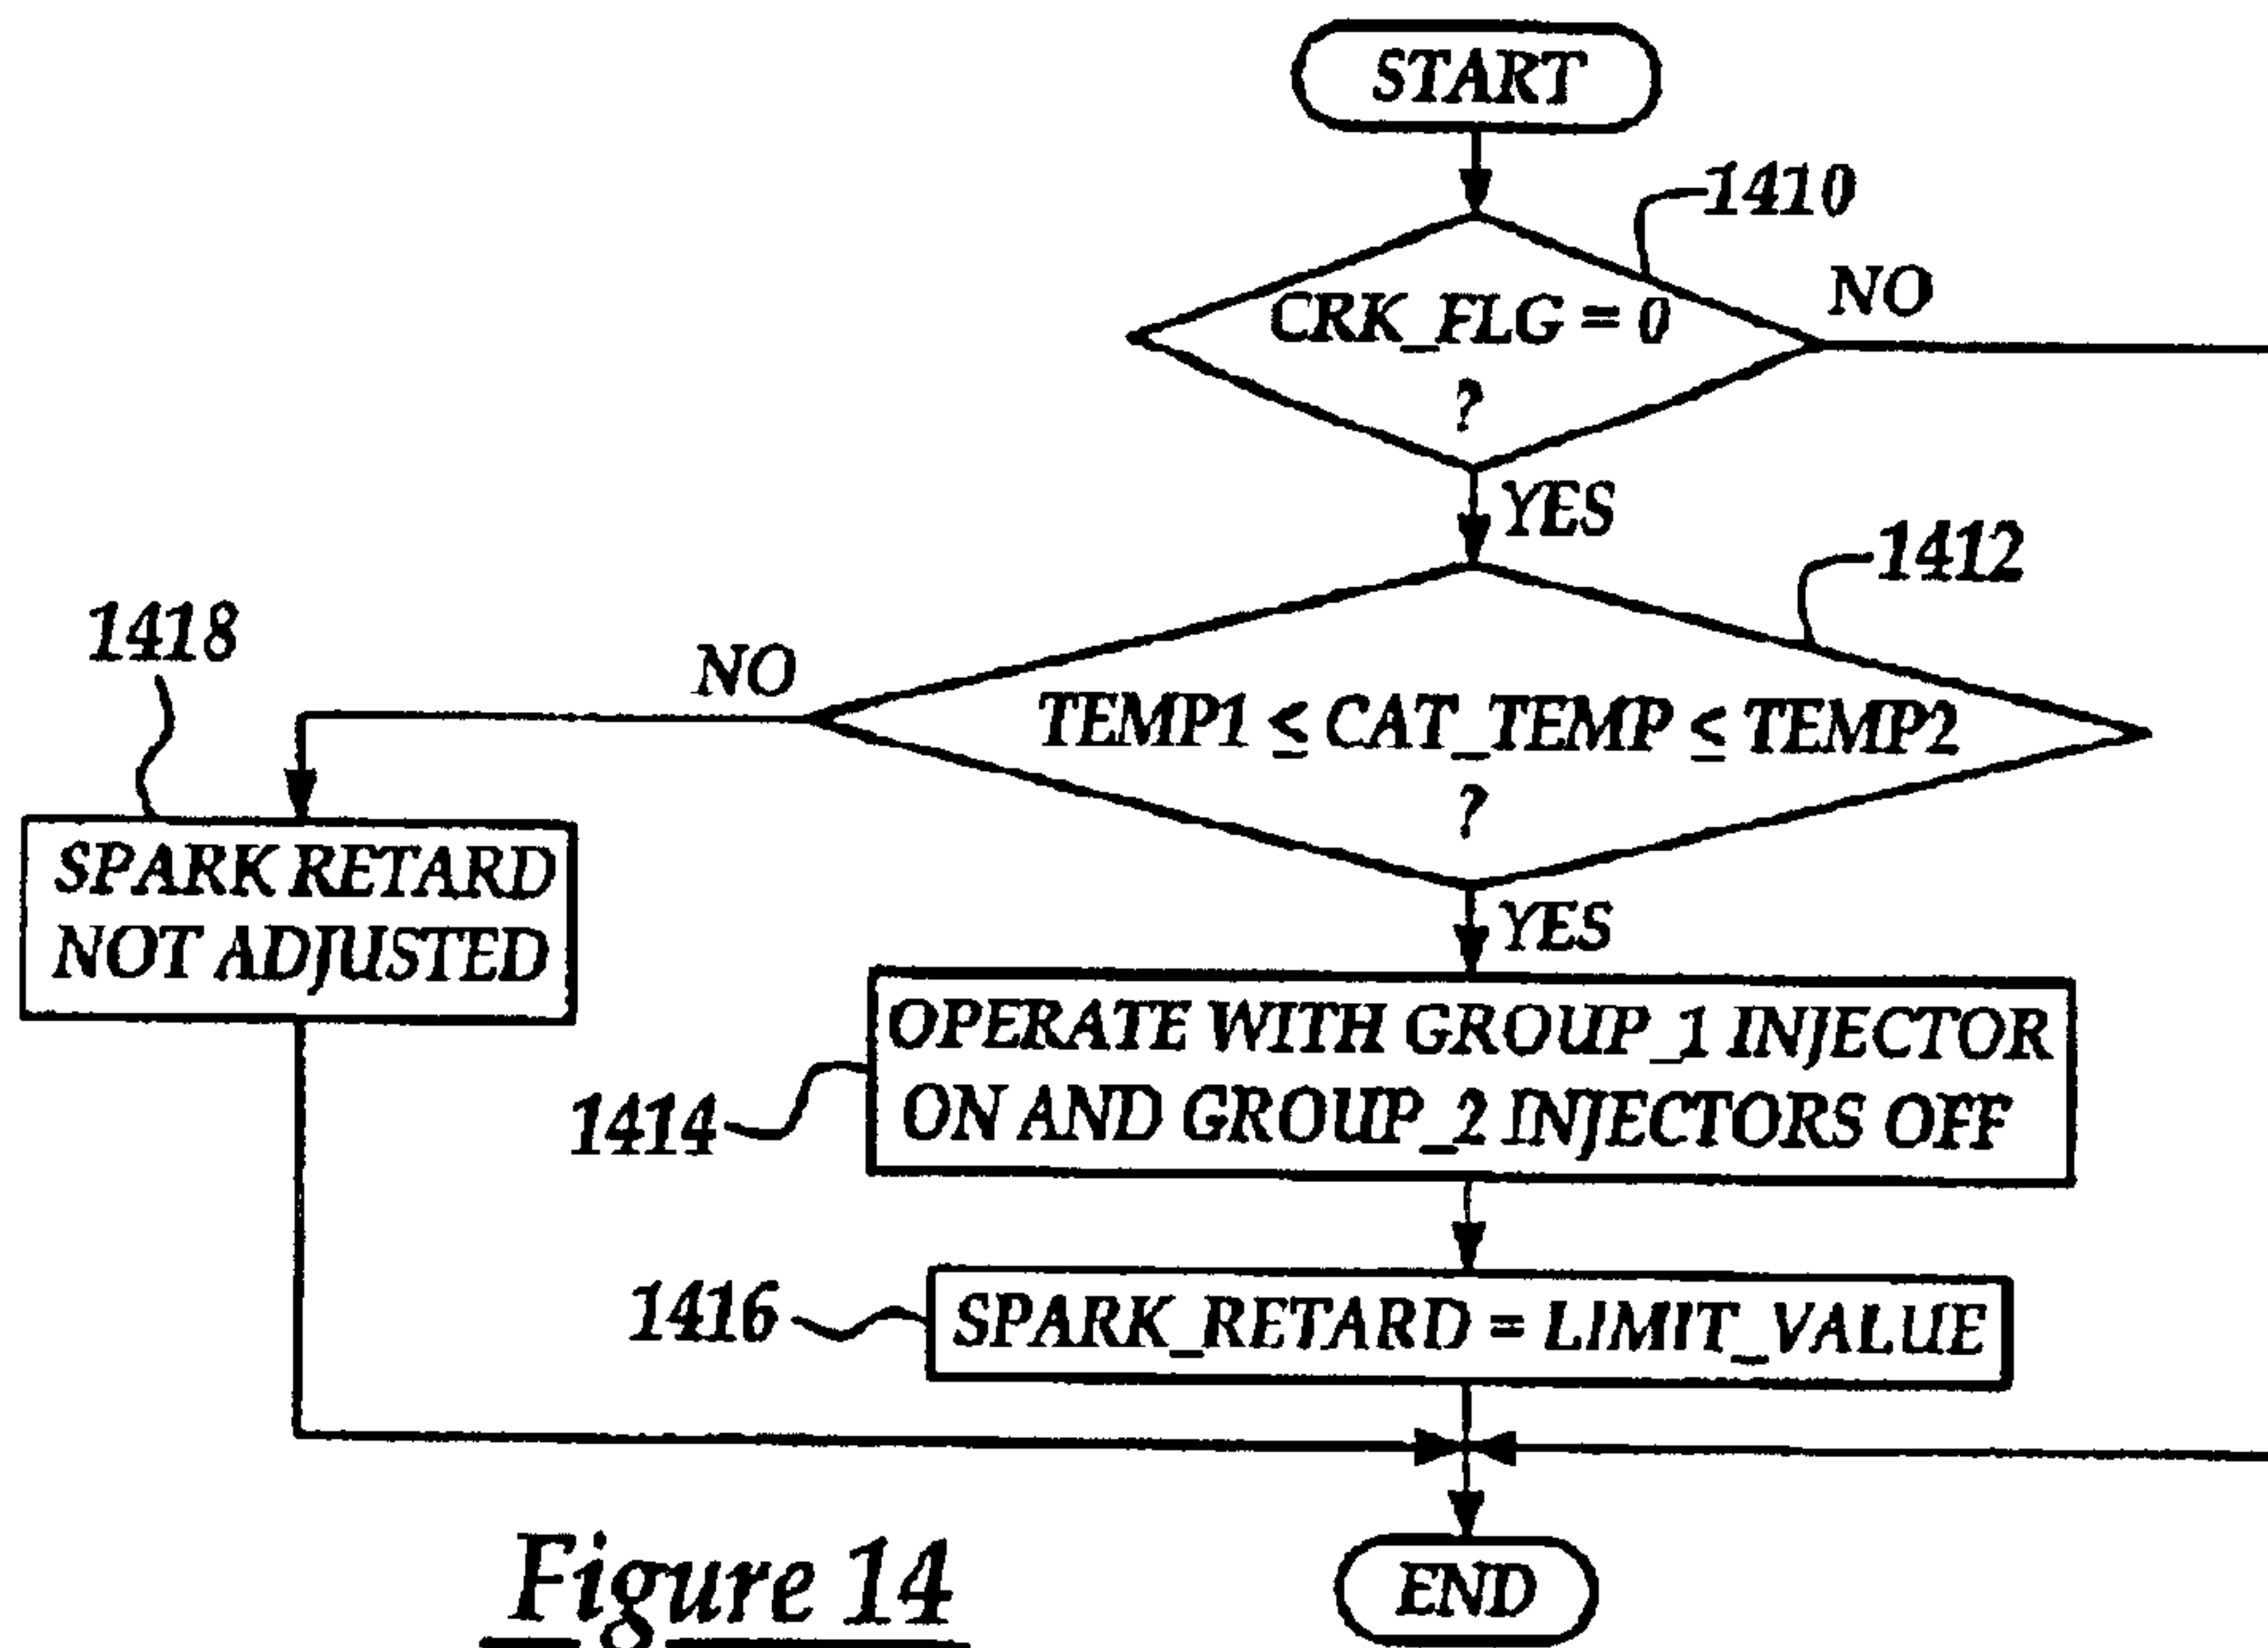 START
1410
CRK_FLG = 0
?
NO
YES
1412
1418
NO
TEMP1 ≤ CAT_TEMP ≤ TEMP2
?
YES
SPARK RETARD
NOT ADJUSTED
OPERATE WITH GROUP_1 INJECTOR
ON AND GROUP_2 INJECTORS OFF
1414
1416
SPARK_RETARD = LIMIT_VALUE
END
Figure 14